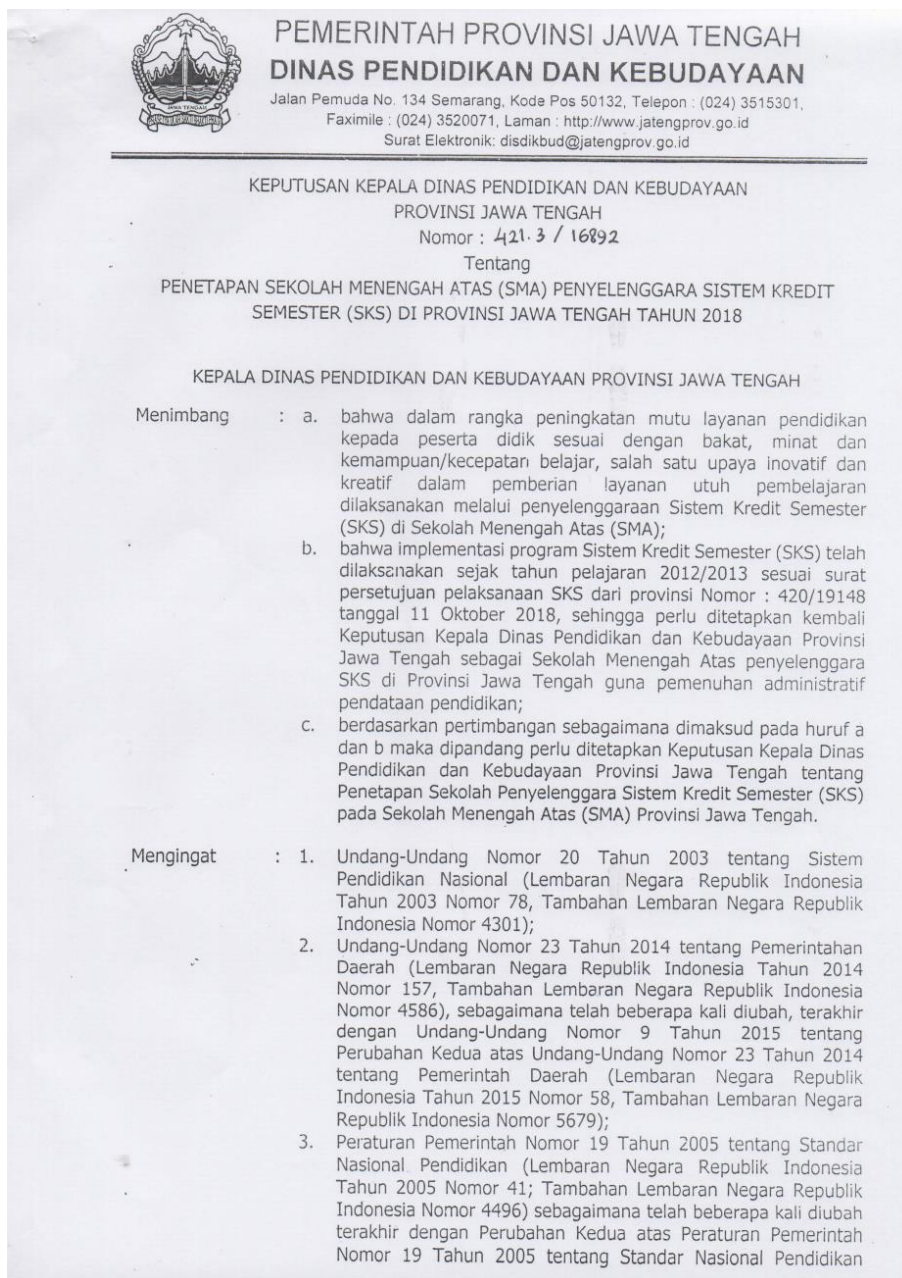 PEMERINTAH PROVINSI JAWA TENGAH
DINAS PENDIDIKAN DAN KEBUDAYAAN
Jalan Pemuda No. 134 Semarang, Kode Pos 50132, Telepon : (024) 3515301,
Faximile : (024) 3520071, Laman : http://www.jatengprov.go.id
Surat Elektronik: disdikbud@jatengprov.go.id
JAWA TENGAH
KEPUTUSAN KEPALA DINAS PENDIDIKAN DAN KEBUDAYAAN
PROVINSI JAWA TENGAH
Nomor : 421.3 / 16892
Tentang
PENETAPAN SEKOLAH MENENGAH ATAS (SMA) PENYELENGGARA SISTEM KREDIT
SEMESTER (SKS) DI PROVINSI JAWA TENGAH TAHUN 2018
KEPALA DINAS PENDIDIKAN DAN KEBUDAYAAN PROVINSI JAWA TENGAH
Menimbang : a. bahwa dalam rangka peningkatan mutu layanan pendidikan
kepada peserta didik sesuai dengan bakat, minat dan
kemampuan/kecepatan belajar, salah satu upaya inovatif dan
kreatif dalam pemberian layanan utuh pembelajaran
dilaksanakan melalui penyelenggaraan Sistem Kredit Semester
(SKS) di Sekolah Menengah Atas (SMA);
b. bahwa implementasi program Sistem Kredit Semester (SKS) telah
dilaksanakan sejak tahun pelajaran 2012/2013 sesuai surat
persetujuan pelaksanaan SKS dari provinsi Nomor : 420/19148
tanggal 11 Oktober 2018, sehingga perlu ditetapkan kembali
Keputusan Kepala Dinas Pendidikan dan Kebudayaan Provinsi
Jawa Tengah sebagai Sekolah Menengah Atas penyelenggara
SKS di Provinsi Jawa Tengah guna pemenuhan administratif
pendataan pendidikan;
c. berdasarkan pertimbangan sebagaimana dimaksud pada huruf a
dan b maka dipandang perlu ditetapkan Keputusan Kepala Dinas
Pendidikan dan Kebudayaan Provinsi Jawa Tengah tentang
Penetapan Sekolah Penyelenggara Sistem Kredit Semester (SKS)
pada Sekolah Menengah Atas (SMA) Provinsi Jawa Tengah.
Mengingat : 1. Undang-Undang Nomor 20 Tahun 2003 tentang Sistem
Pendidikan Nasional (Lembaran Negara Republik Indonesia
Tahun 2003 Nomor 78, Tambahan Lembaran Negara Republik
Indonesia Nomor 4301);
2. Undang-Undang Nomor 23 Tahun 2014 tentang Pemerintahan
Daerah (Lembaran Negara Republik Indonesia Tahun 2014
Nomor 157, Tambahan Lembaran Negara Republik Indonesia
Nomor 4586), sebagaimana telah beberapa kali diubah, terakhir
dengan Undang-Undang Nomor 9 Tahun 2015 tentang
Perubahan Kedua atas Undang-Undang Nomor 23 Tahun 2014
tentang Pemerintah Daerah (Lembaran Negara Republik
Indonesia Tahun 2015 Nomor 58, Tambahan Lembaran Negara
Republik Indonesia Nomor 5679);
3. Peraturan Pemerintah Nomor 19 Tahun 2005 tentang Standar
Nasional Pendidikan (Lembaran Negara Republik Indonesia
Tahun 2005 Nomor 41; Tambahan Lembaran Negara Republik
Indonesia Nomor 4496) sebagaimana telah beberapa kali diubah
terakhir dengan Perubahan Kedua atas Peraturan Pemerintah
Nomor 19 Tahun 2005 tentang Standar Nasional Pendidikan